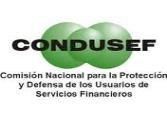 CONDUSEF
Comisión Nacional para la Protección
y Defensa de los Usuarios de
Servicios Financieros